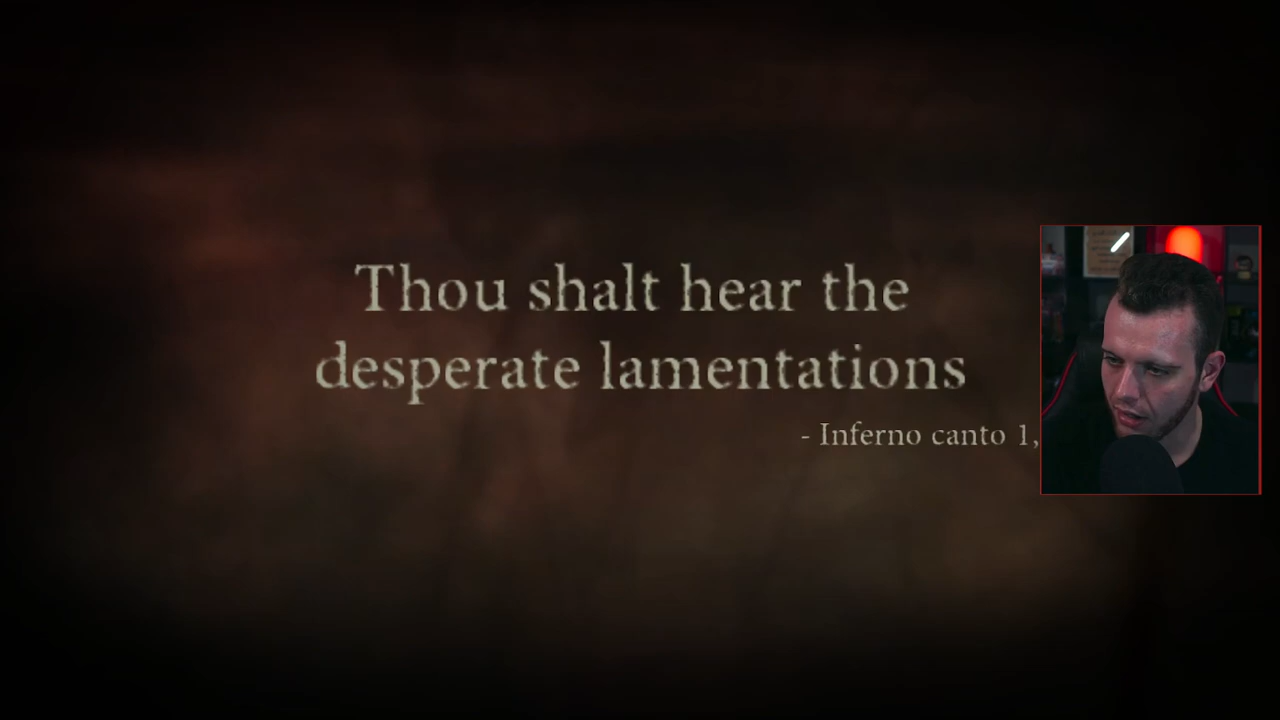 Thou shalt hear the
desperate lamentations
- Inferno canto 1,